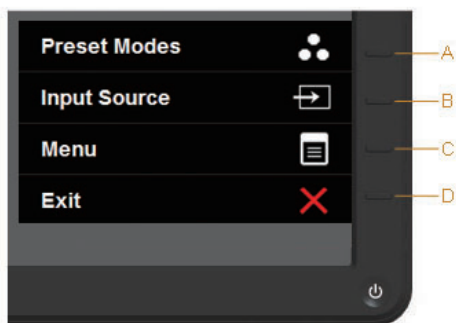 Preset Modes
A
Input Source
B
Menu
C
Exit
D